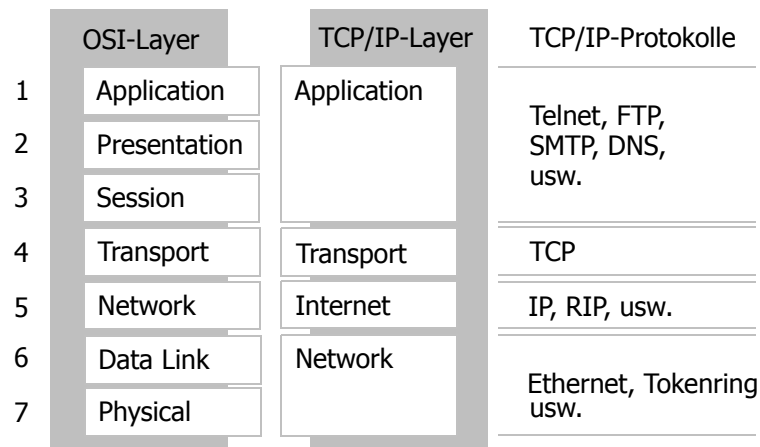 OSI-Layer TCP/IP-Layer TCP/IP-Protokolle
1 Application Application
Telnet, FTP,
2 Presentation SMTP, DNS,
usw.
3 Session
4 Transport Transport TCP
5 Network Internet IP, RIP, usw.
6 Data Link Network
Ethernet, Tokenring
usw.
7 Physical